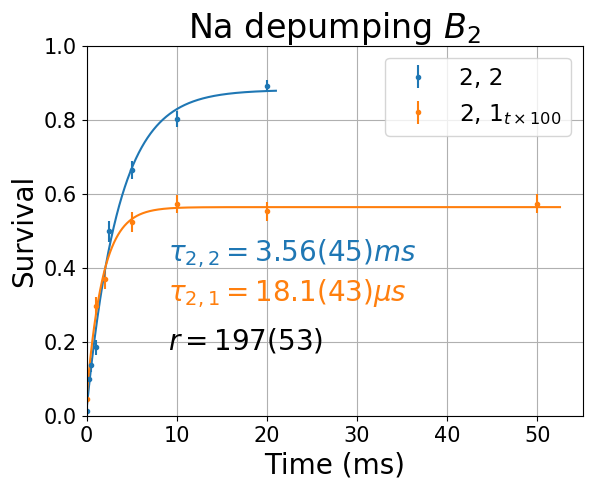 Na depumping B₂
1.0
0.8
0.6
0.4
0.2
0.0
Survival
2, 2
2, 1ₜ × ₁₀₀
τ₂, ₂ = 3.56(45)ms
τ₂, ₁ = 18.1(43)μs
r = 197(53)
0 10 20 30 40 50
Time (ms)